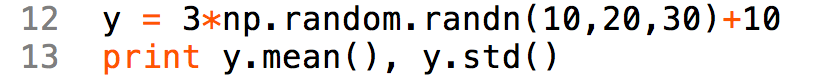 12 y = 3*np.random.randn(10,20,30)+10
13 print y.mean(), y.std()